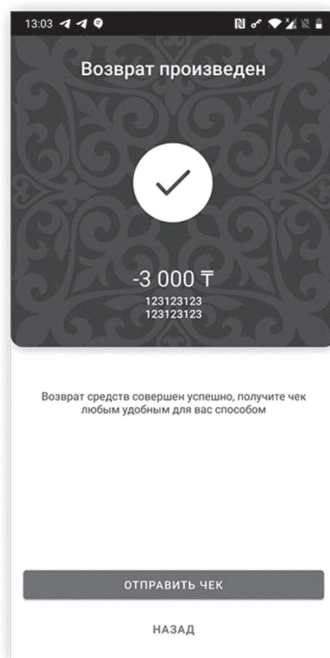 13:03
Возврат произведен
-3 000 ₸
123123123
123123123
Возврат средств совершен успешно, получите чек
любым удобным для вас способом
ОТПРАВИТЬ ЧЕК
НАЗАД